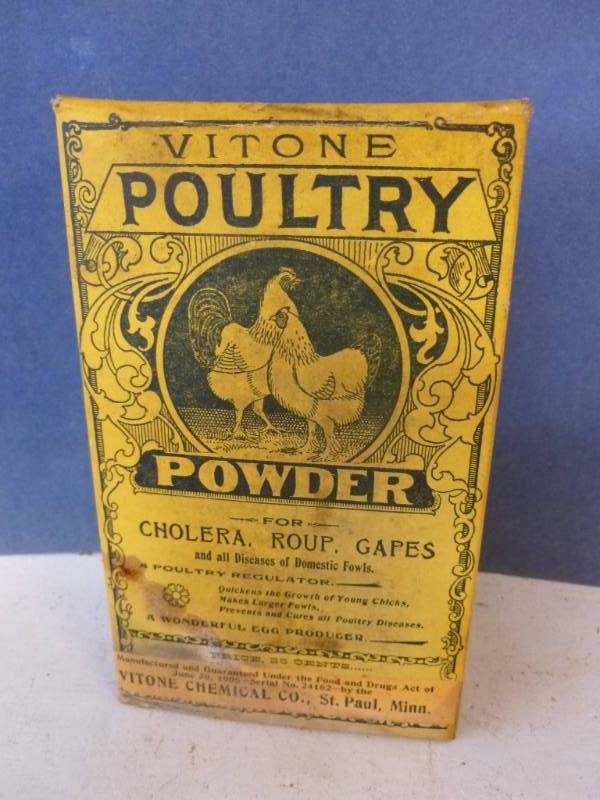 VITONE
POULTRY
POWDER
FOR
CHOLERA, ROUP, GAPES
and all Diseases of Domestic Fowls.
A POULTRY REGULATOR.
Quickens the Growth of Young Chicks,
Makes Larger Fowls,
Prevents and Cures all Poultry Diseases.
A WONDERFUL EGG PRODUCER.
PRICE, 25 CENTS......
Manufactured and Guaranteed Under the Food and Drugs Act of
June 30, 1906—Serial No. 24162—by the
VITONE CHEMICAL CO., St. Paul, Minn.